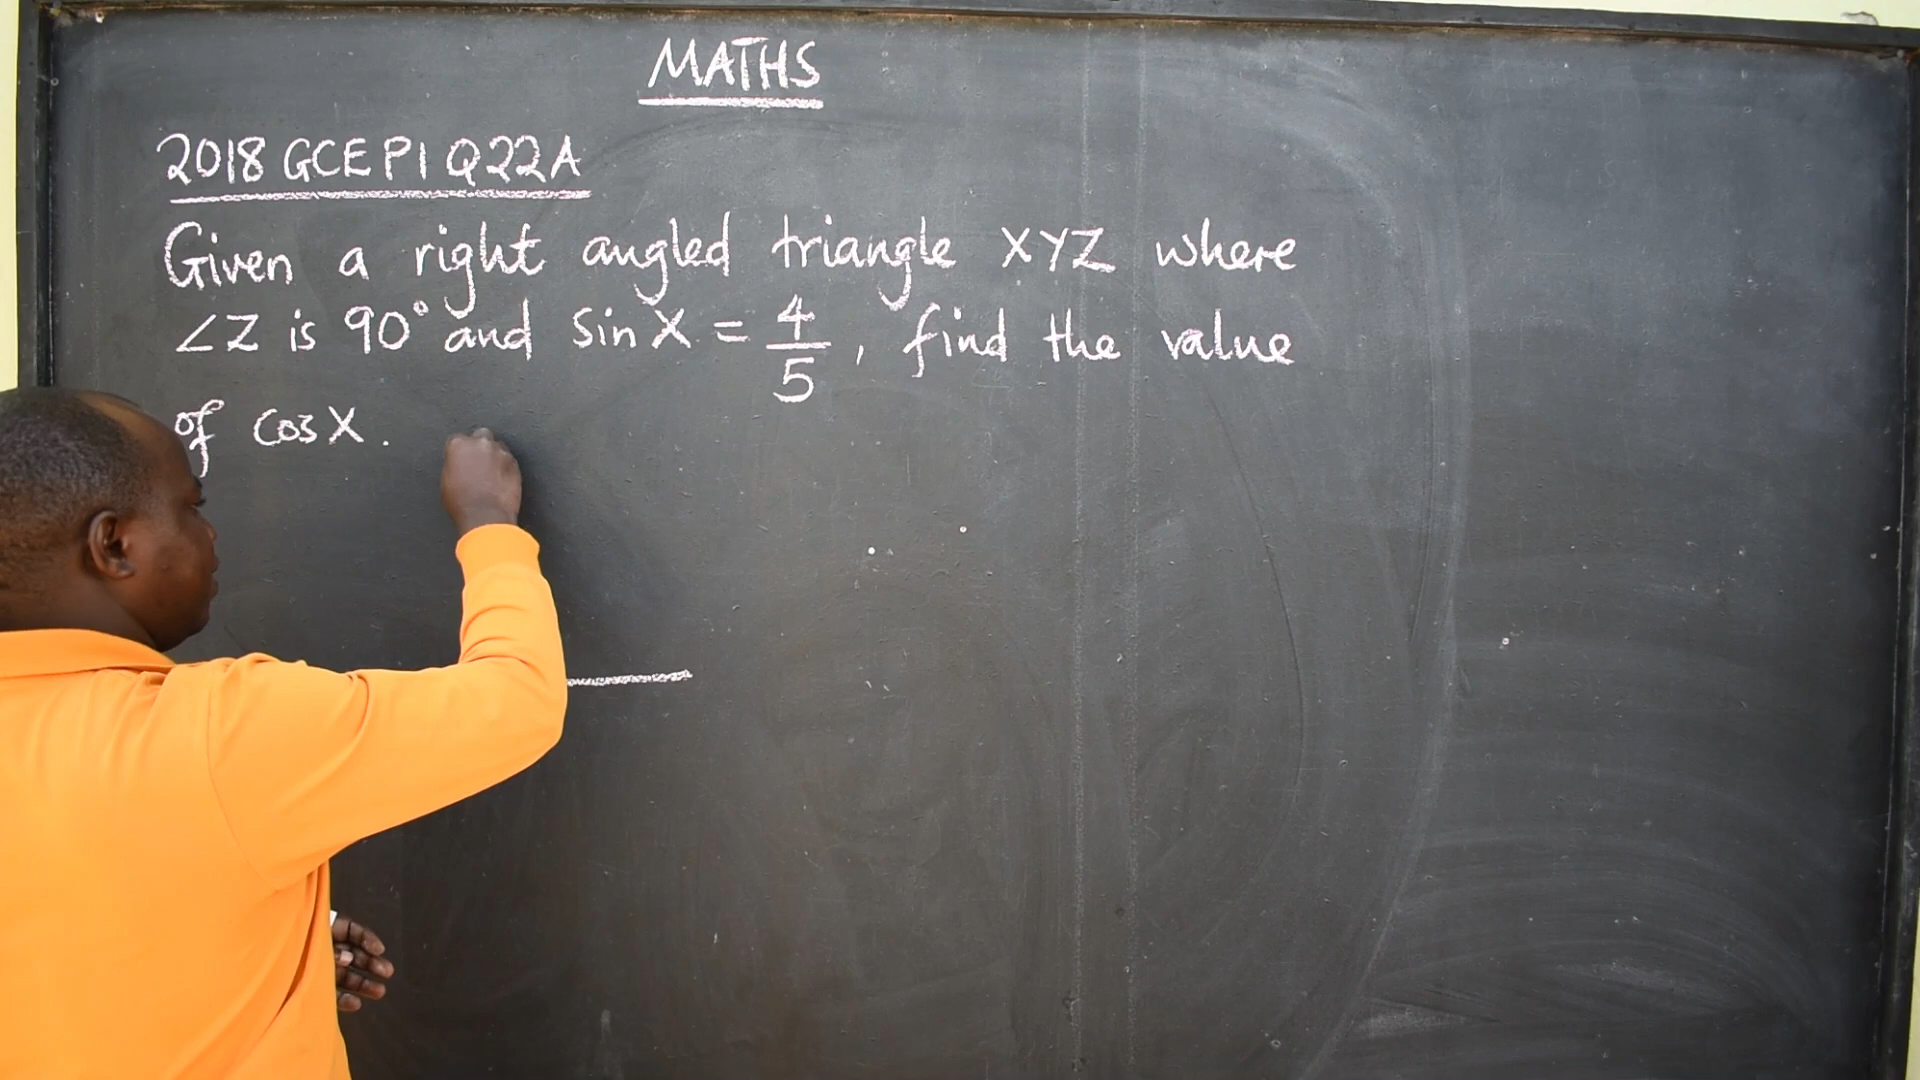 MATHS
2018 GCE P1 Q22A
Given a right angled triangle XYZ where
∠Z is 90° and sin X = 4/5, find the value
of cos X.